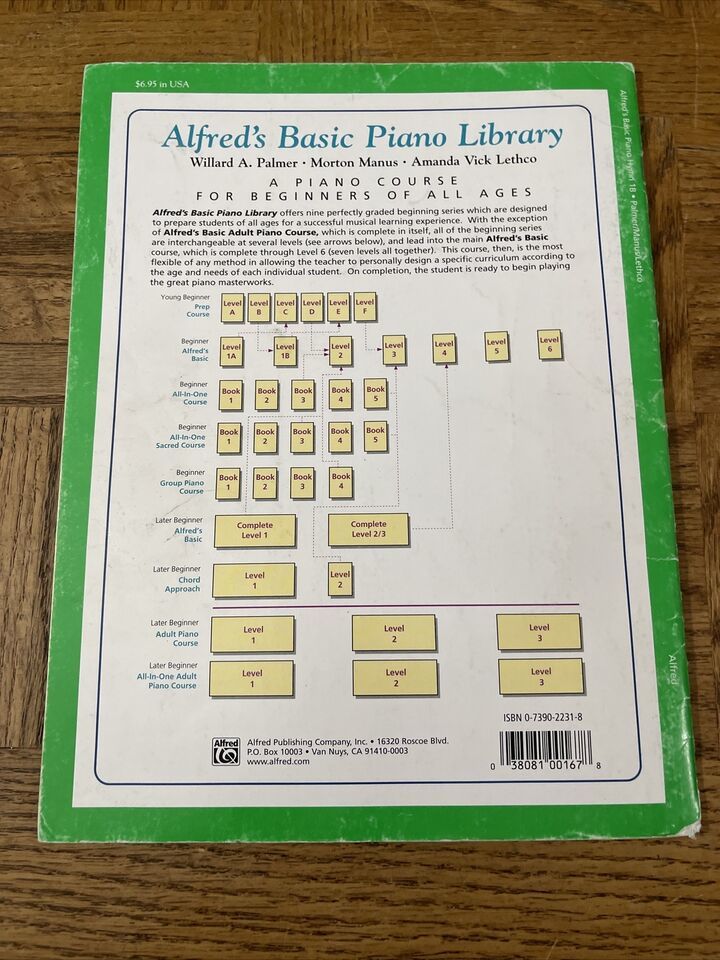 $6.95 in USA
Alfred's Basic Piano Library
Willard A. Palmer • Morton Manus • Amanda Vick Lethco
A PIANO COURSE
FOR BEGINNERS OF ALL AGES
Alfred's Basic Piano Library offers nine perfectly graded beginning series which are designed
to prepare students of all ages for a successful musical learning experience. With the exception
of Alfred's Basic Adult Piano Course, which is complete in itself, all of the beginning series
are interchangeable at several levels (see arrows below), and lead into the main Alfred's Basic
course, which is complete through Level 6 (seven levels all together). This course, then, is the most
flexible of any method in allowing the teacher to personally design a specific curriculum according to
the age and needs of each individual student. On completion, the student is ready to begin playing
the great piano masterworks.
Young Beginner
Prep
Course
Level A
Level B
Level C
Level D
Level E
Level F
Beginner
Alfred's
Basic
Level 1A
Level 1B
Level 2
Level 3
Level 4
Level 5
Level 6
Beginner
All-In-One
Course
Book 1
Book 2
Book 3
Book 4
Book 5
Beginner
All-In-One
Sacred Course
Book 1
Book 2
Book 3
Book 4
Book 5
Beginner
Group Piano
Course
Book 1
Book 2
Book 3
Book 4
Later Beginner
Alfred's
Basic
Complete
Level 1
Complete
Level 2/3
Later Beginner
Chord
Approach
Level 1
Level 2
Later Beginner
Adult Piano
Course
Level 1
Level 2
Level 3
Later Beginner
All-In-One Adult
Piano Course
Level 1
Level 2
Level 3
ISBN 0-7390-2231-8
Alfred
Alfred Publishing Company, Inc. • 16320 Roscoe Blvd.
P.O. Box 10003 • Van Nuys, CA 91410-0003
www.alfred.com
0 38081 00167 8
Alfred's Basic Piano Hymn 1B • Palmer/Manus/Lethco
Alfred